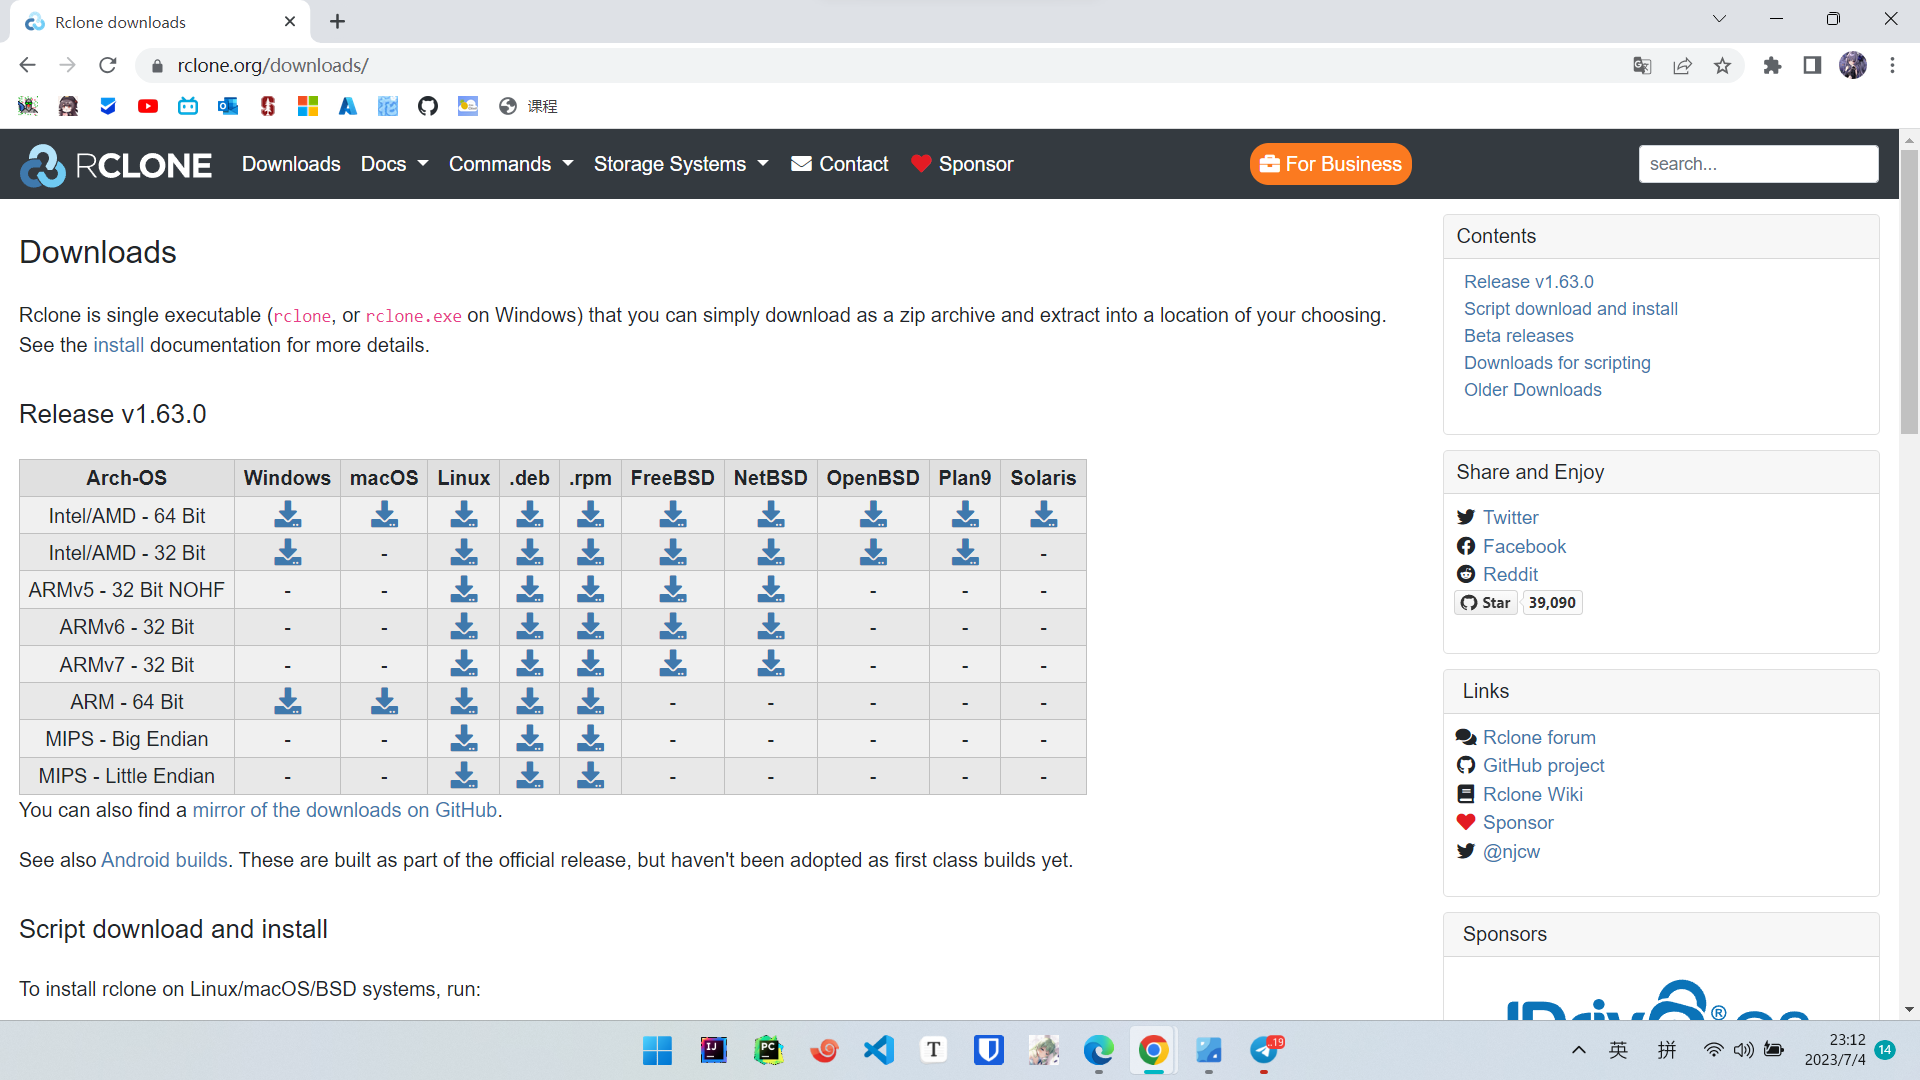 Rclone downloads
rclone.org/downloads/
课程
RCLONE Downloads Docs Commands Storage Systems Contact Sponsor For Business search...
Downloads
Rclone is single executable (rclone, or rclone.exe on Windows) that you can simply download as a zip archive and extract into a location of your choosing.
See the install documentation for more details.
Release v1.63.0
Arch-OS Windows macOS Linux .deb .rpm FreeBSD NetBSD OpenBSD Plan9 Solaris
Intel/AMD - 64 Bit
Intel/AMD - 32 Bit - -
ARMv5 - 32 Bit NOHF - - - - -
ARMv6 - 32 Bit - - - - -
ARMv7 - 32 Bit - - - - -
ARM - 64 Bit - - - - -
MIPS - Big Endian - - - - - - -
MIPS - Little Endian - - - - - - -
You can also find a mirror of the downloads on GitHub.
See also Android builds. These are built as part of the official release, but haven't been adopted as first class builds yet.
Script download and install
To install rclone on Linux/macOS/BSD systems, run:
Contents
Release v1.63.0
Script download and install
Beta releases
Downloads for scripting
Older Downloads
Share and Enjoy
Twitter
Facebook
Reddit
Star 39,090
Links
Rclone forum
GitHub project
Rclone Wiki
Sponsor
@njcw
Sponsors
IJ PC T ..19 英 拼 23:12 14
2023/7/4